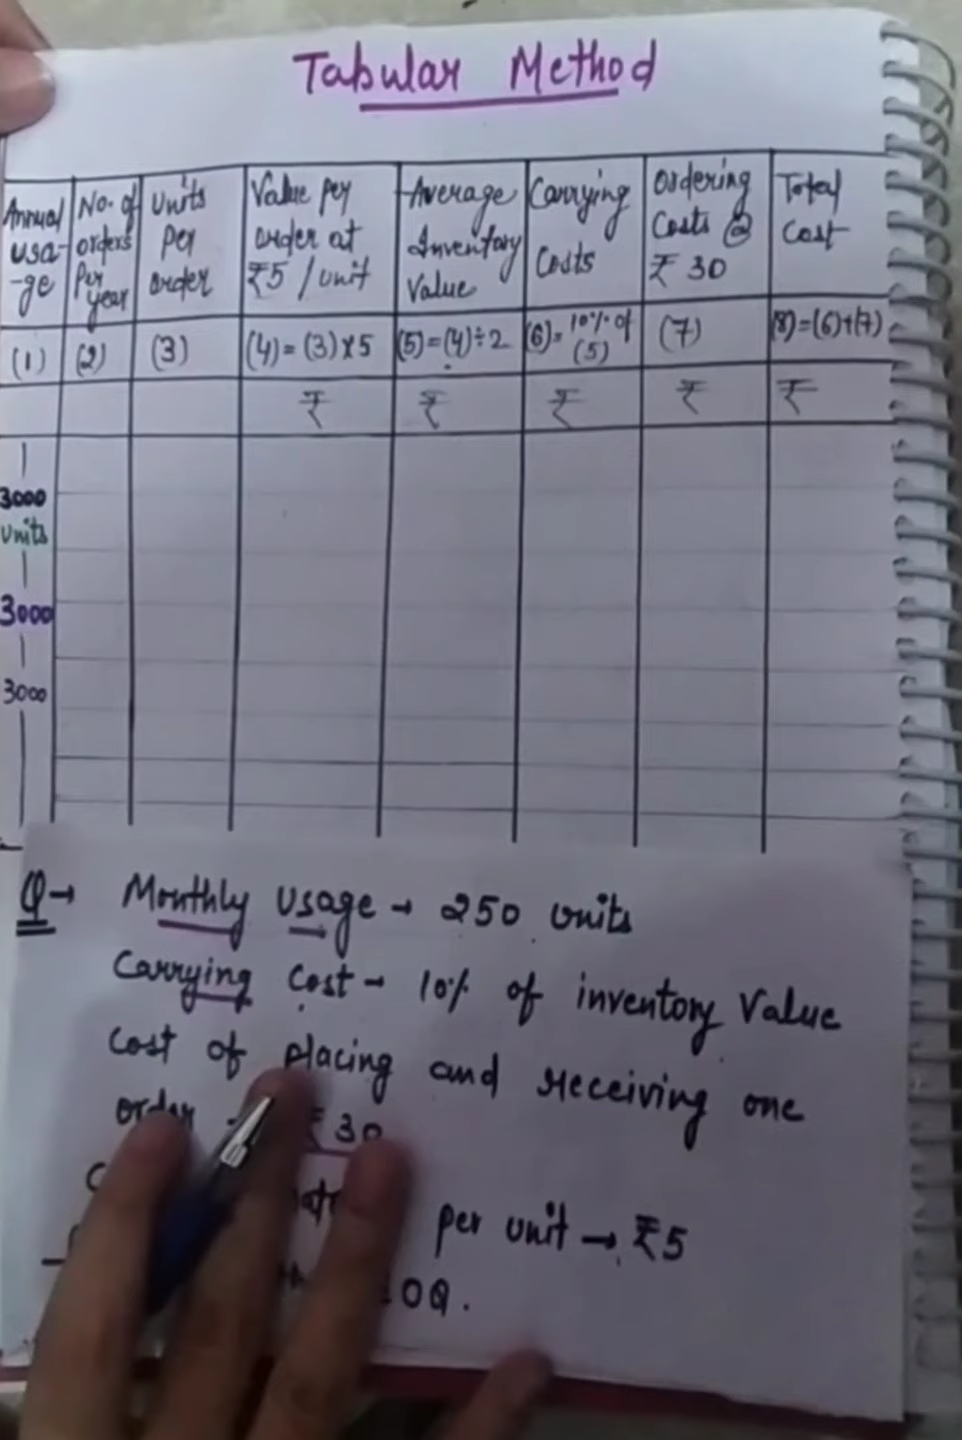 Tabular Method
Annual
usa-
-ge
No. of
orders
Per
year
Units
Per
order
Value per
order at
₹5 / unit
Average
Inventory
Value
Carrying
Costs
Ordering
Costs @
₹ 30
Total
Cost
(1)
(2)
(3)
(4) = (3) × 5
(5) = (4) ÷ 2
(6) = 10% of
(5)
(7)
(8) = (6) + (7)
₹
₹
₹
₹
₹
3000
Units
3000
3000
Q→ Monthly Usage → 250 units
Carrying Cost → 10% of inventory Value
Cost of placing and receiving one
order ₹ 30
per unit → ₹5
OQ.